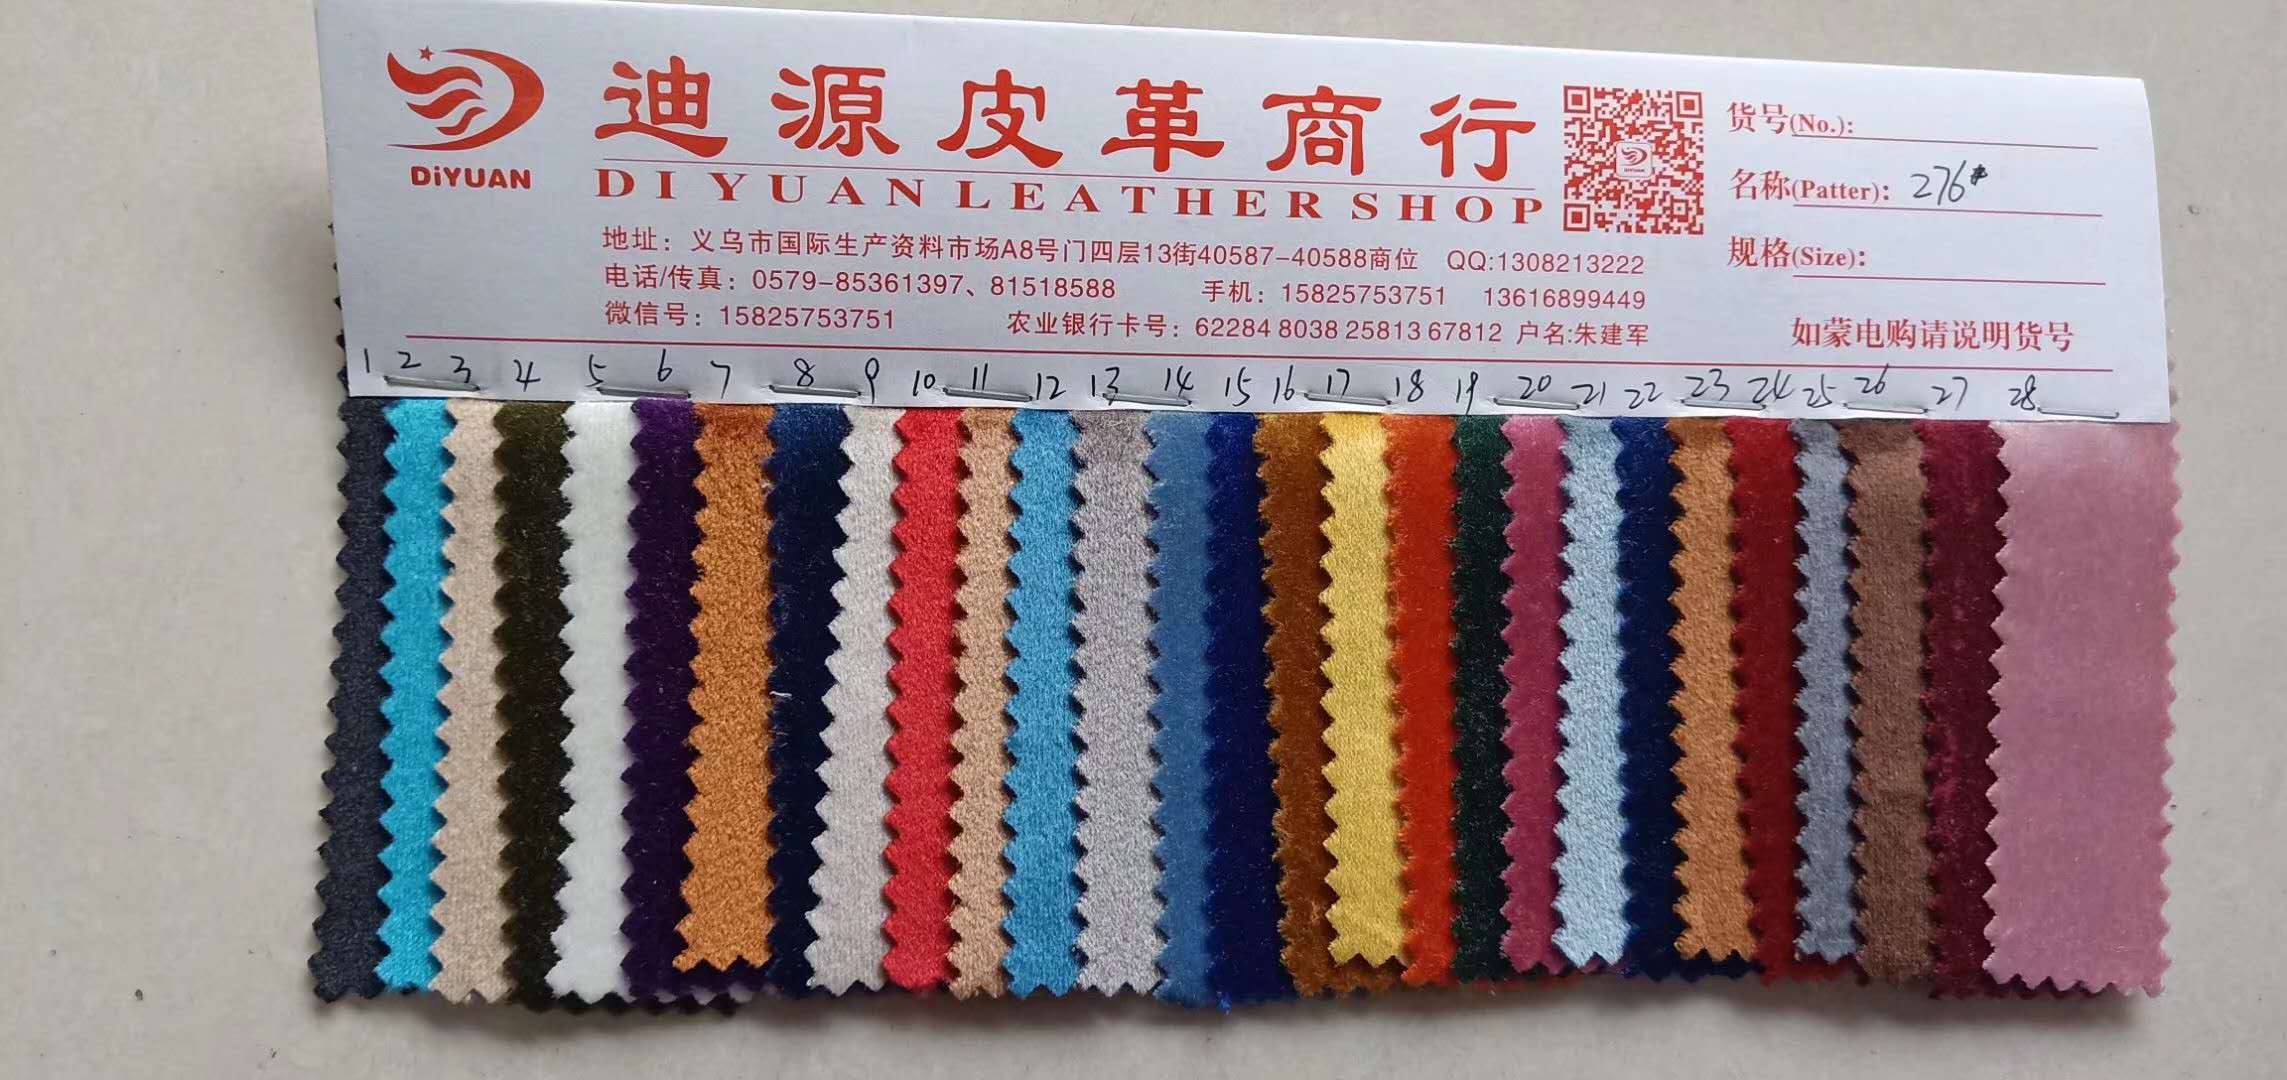 迪源皮革商行
DiYUAN
DIYUAN LEATHER SHOP
地址：义乌市国际生产资料市场A8号门四层13街40587-40588商位 QQ:1308213222
电话/传真：0579-85361397、81518588 手机：15825753751 13616899449
微信号：15825753751 农业银行卡号：62284 8038 25813 67812 户名:朱建军
货号(No.):
名称(Patter): 276#
规格(Size):
如蒙电购请说明货号
1 2 3 4 5 6 7 8 9 10 11 12 13 14 15 16 17 18 19 20 21 22 23 24 25 26 27 28